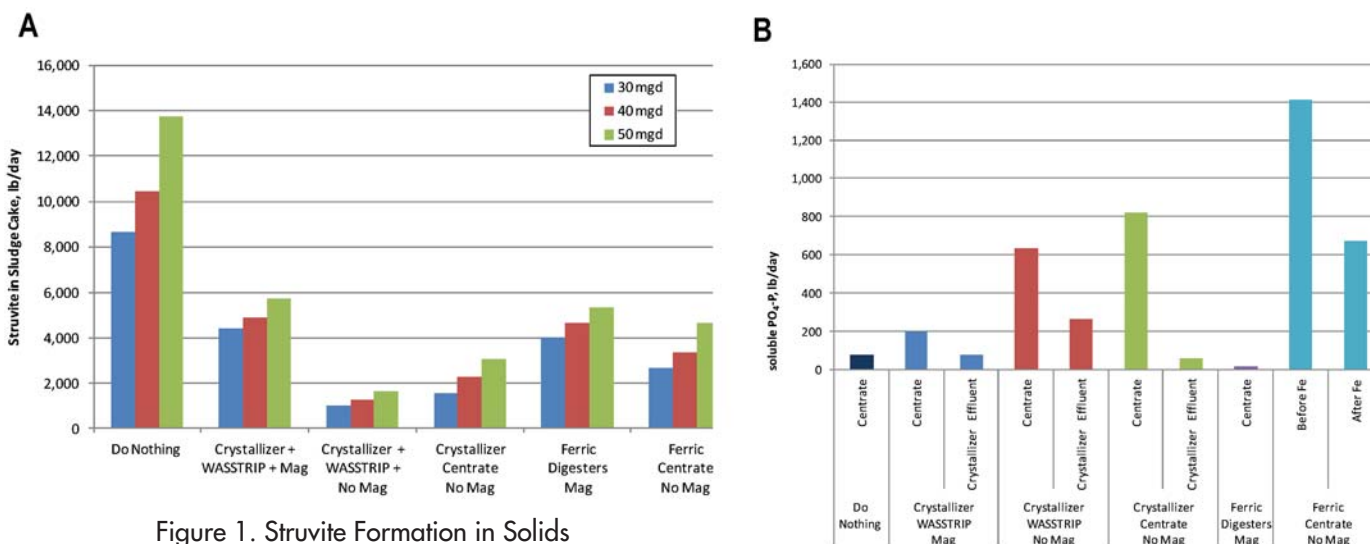 A
16,000
14,000
12,000
10,000
8,000
6,000
4,000
2,000
0
Struvite in Sludge Cake, lb/day
30 mgd
40 mgd
50 mgd
Do Nothing
Crystallizer +
WASSTRIP + Mag
Crystallizer +
WASSTRIP +
No Mag
Crystallizer
Centrate
No Mag
Ferric
Digesters
Mag
Ferric
Centrate
No Mag
Figure 1. Struvite Formation in Solids
B
1,600
1,400
1,200
1,000
800
600
400
200
0
soluble PO₄-P, lb/day
Centrate
Centrate
Crystallizer Effluent
Centrate
Crystallizer Effluent
Centrate
Crystallizer Effluent
Centrate
Before Fe
After Fe
Do
Nothing
Crystallizer
WASSTRIP
Mag
Crystallizer
WASSTRIP
No Mag
Crystallizer
Centrate
No Mag
Ferric
Digesters
Mag
Ferric
Centrate
No Mag